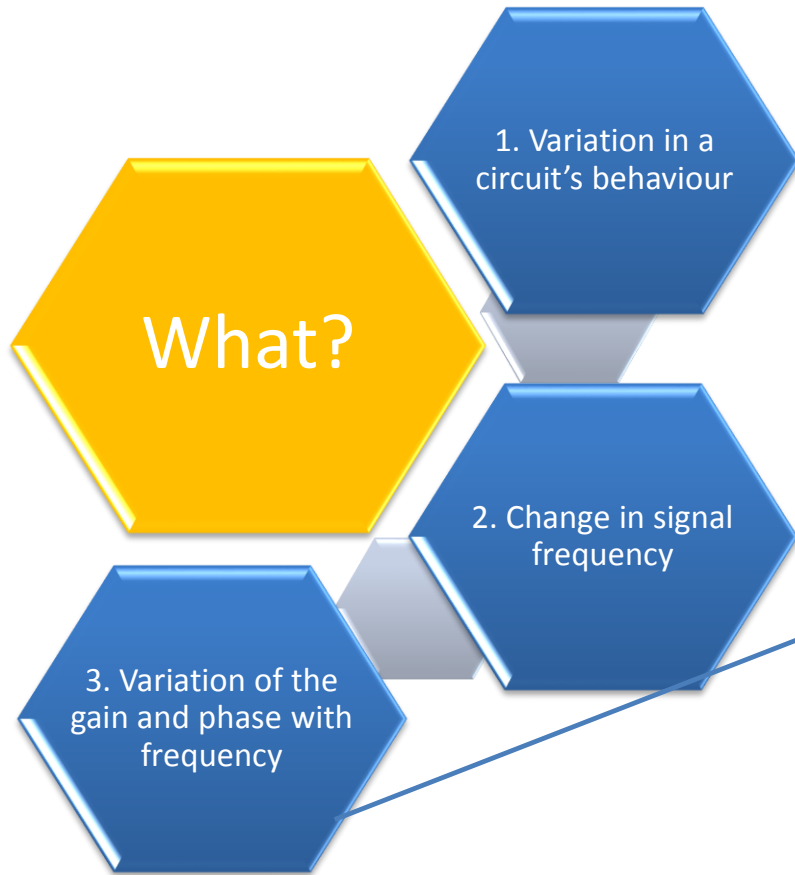 What?
1. Variation in a
circuit’s behaviour
2. Change in signal
frequency
3. Variation of the
gain and phase with
frequency